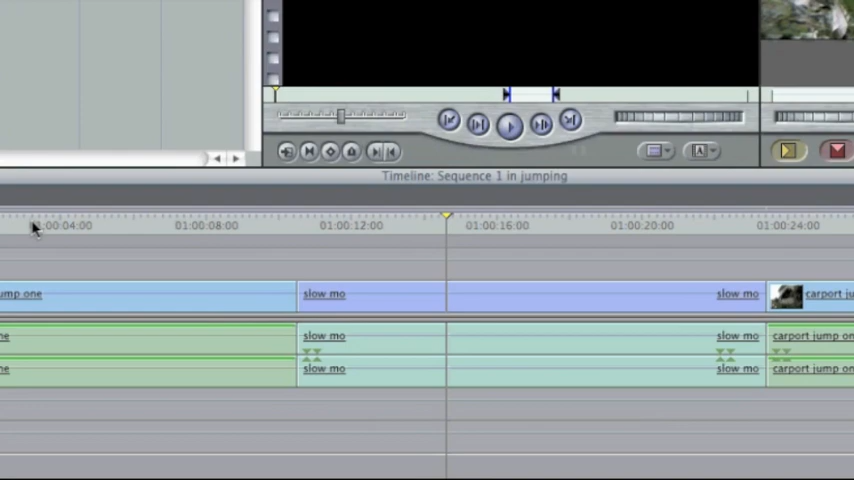 A
Timeline: Sequence 1 in jumping
:00:04:00 01:00:08:00 01:00:12:00 01:00:16:00 01:00:20:00 01:00:24:00
ump one slow mo slow mo carport ju
ne slow mo slow mo carport jump on
ne slow mo slow mo carport jump on